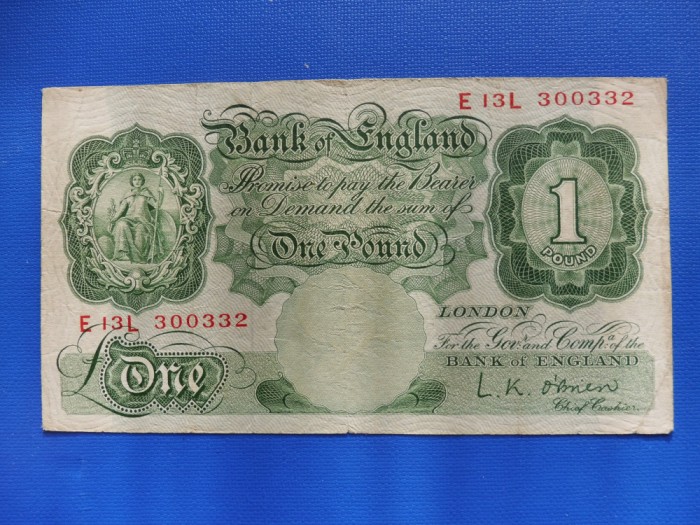 E 13L 300332
Bank of England
Promise to pay the Bearer
on Demand the sum of
One Pound
1
POUND
E 13L 300332
LONDON
For the Govr. and Compa. of the
BANK OF ENGLAND
£ One
L. K. O'Brien
Chief Cashier.